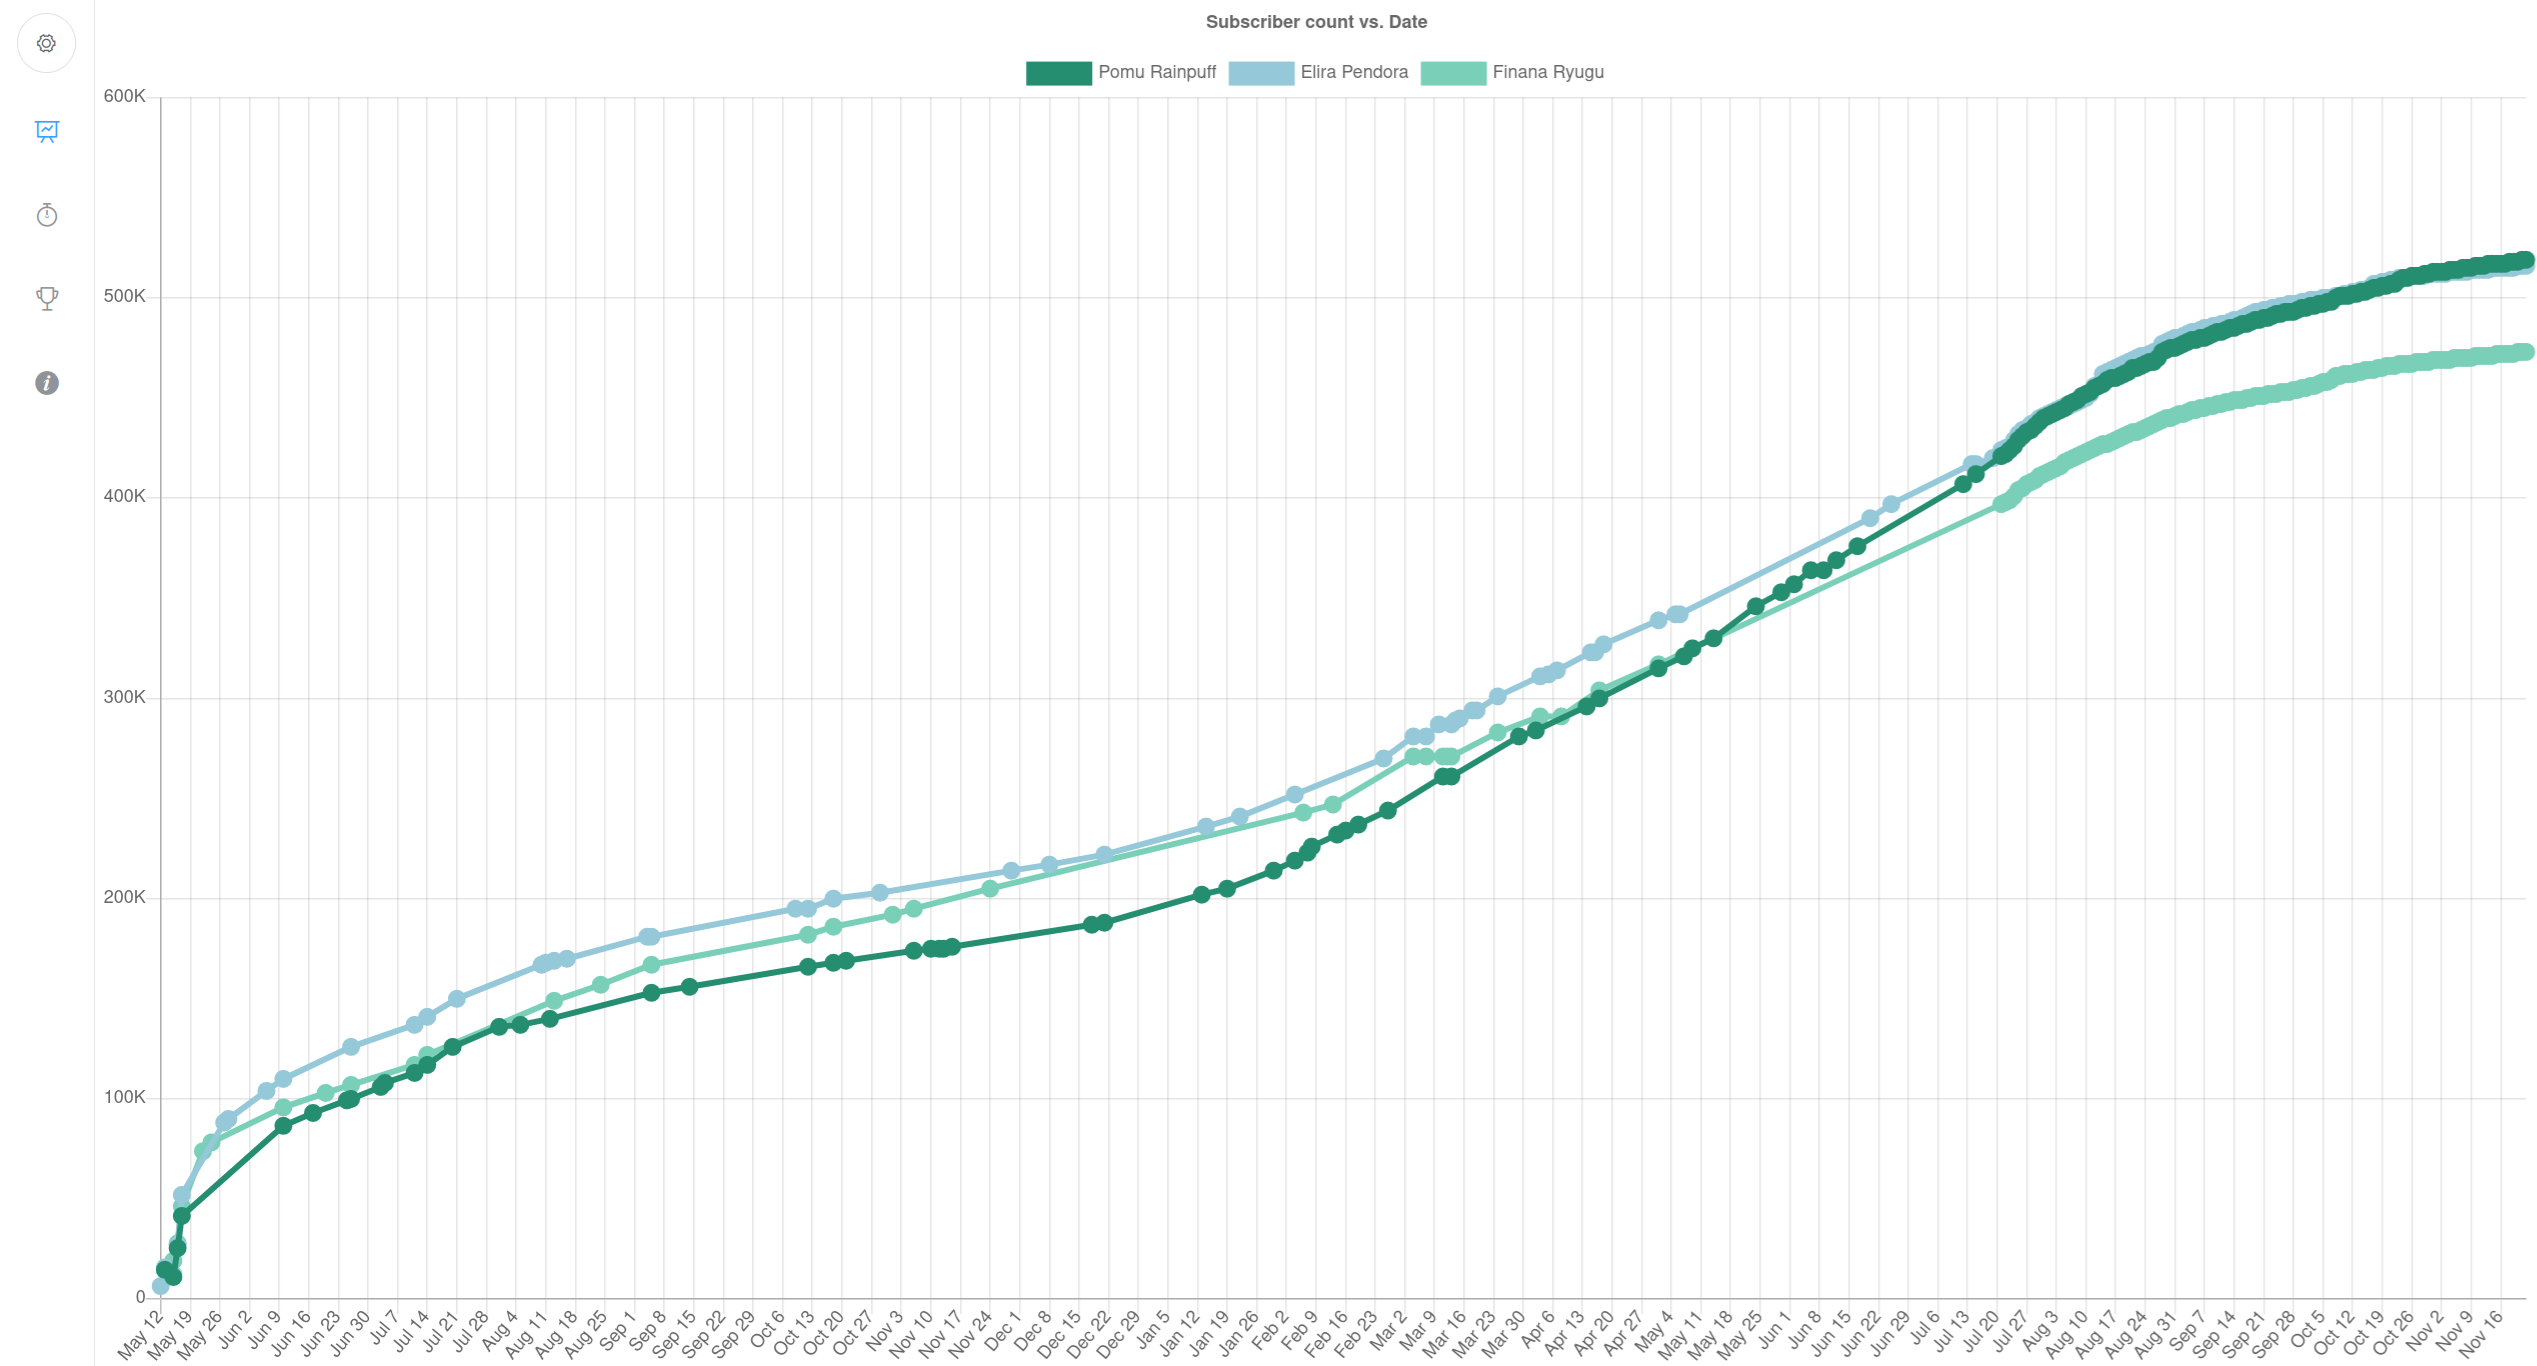 Subscriber count vs. Date
Pomu Rainpuff Elira Pendora Finana Ryugu
600K
500K
400K
300K
200K
100K
0
May 12 May 19 May 26 Jun 2 Jun 9 Jun 16 Jun 23 Jun 30 Jul 7 Jul 14 Jul 21 Jul 28 Aug 4 Aug 11 Aug 18 Aug 25 Sep 1 Sep 8 Sep 15 Sep 22 Sep 29 Oct 6 Oct 13 Oct 20 Oct 27 Nov 3 Nov 10 Nov 17 Nov 24 Dec 1 Dec 8 Dec 15 Dec 22 Dec 29 Jan 5 Jan 12 Jan 19 Jan 26 Feb 2 Feb 9 Feb 16 Feb 23 Mar 2 Mar 9 Mar 16 Mar 23 Mar 30 Apr 6 Apr 13 Apr 20 Apr 27 May 4 May 11 May 18 May 25 Jun 1 Jun 8 Jun 15 Jun 22 Jun 29 Jul 6 Jul 13 Jul 20 Jul 27 Aug 3 Aug 10 Aug 17 Aug 24 Aug 31 Sep 7 Sep 14 Sep 21 Sep 28 Oct 5 Oct 12 Oct 19 Oct 26 Nov 2 Nov 9 Nov 16